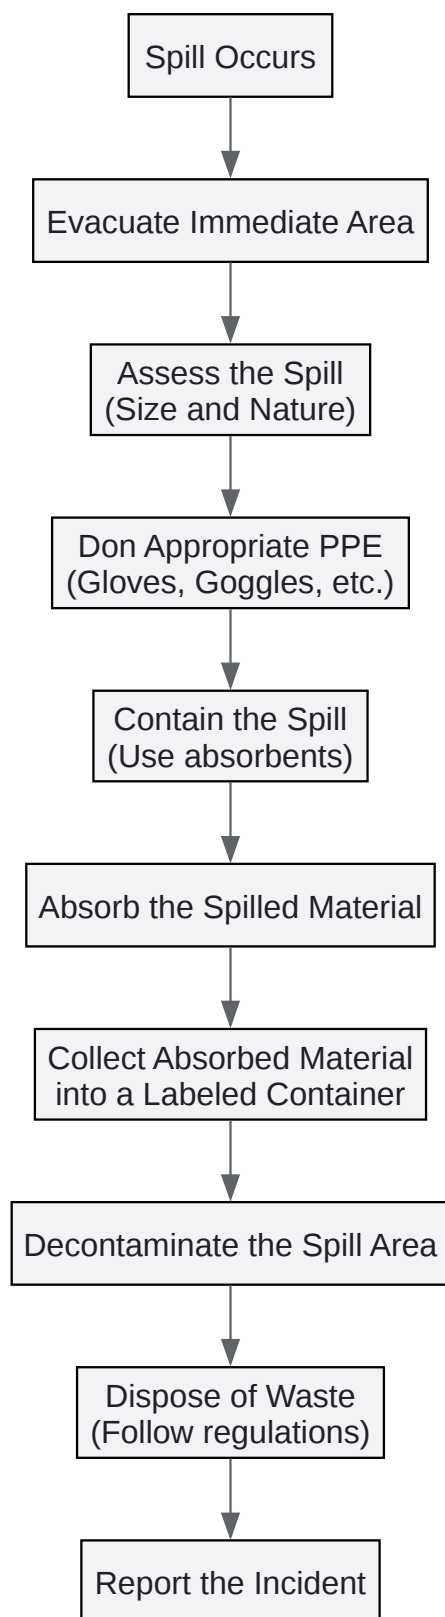 Spill Occurs
Evacuate Immediate Area
Assess the Spill
(Size and Nature)
Don Appropriate PPE
(Gloves, Goggles, etc.)
Contain the Spill
(Use absorbents)
Absorb the Spilled Material
Collect Absorbed Material
into a Labeled Container
Decontaminate the Spill Area
Dispose of Waste
(Follow regulations)
Report the Incident